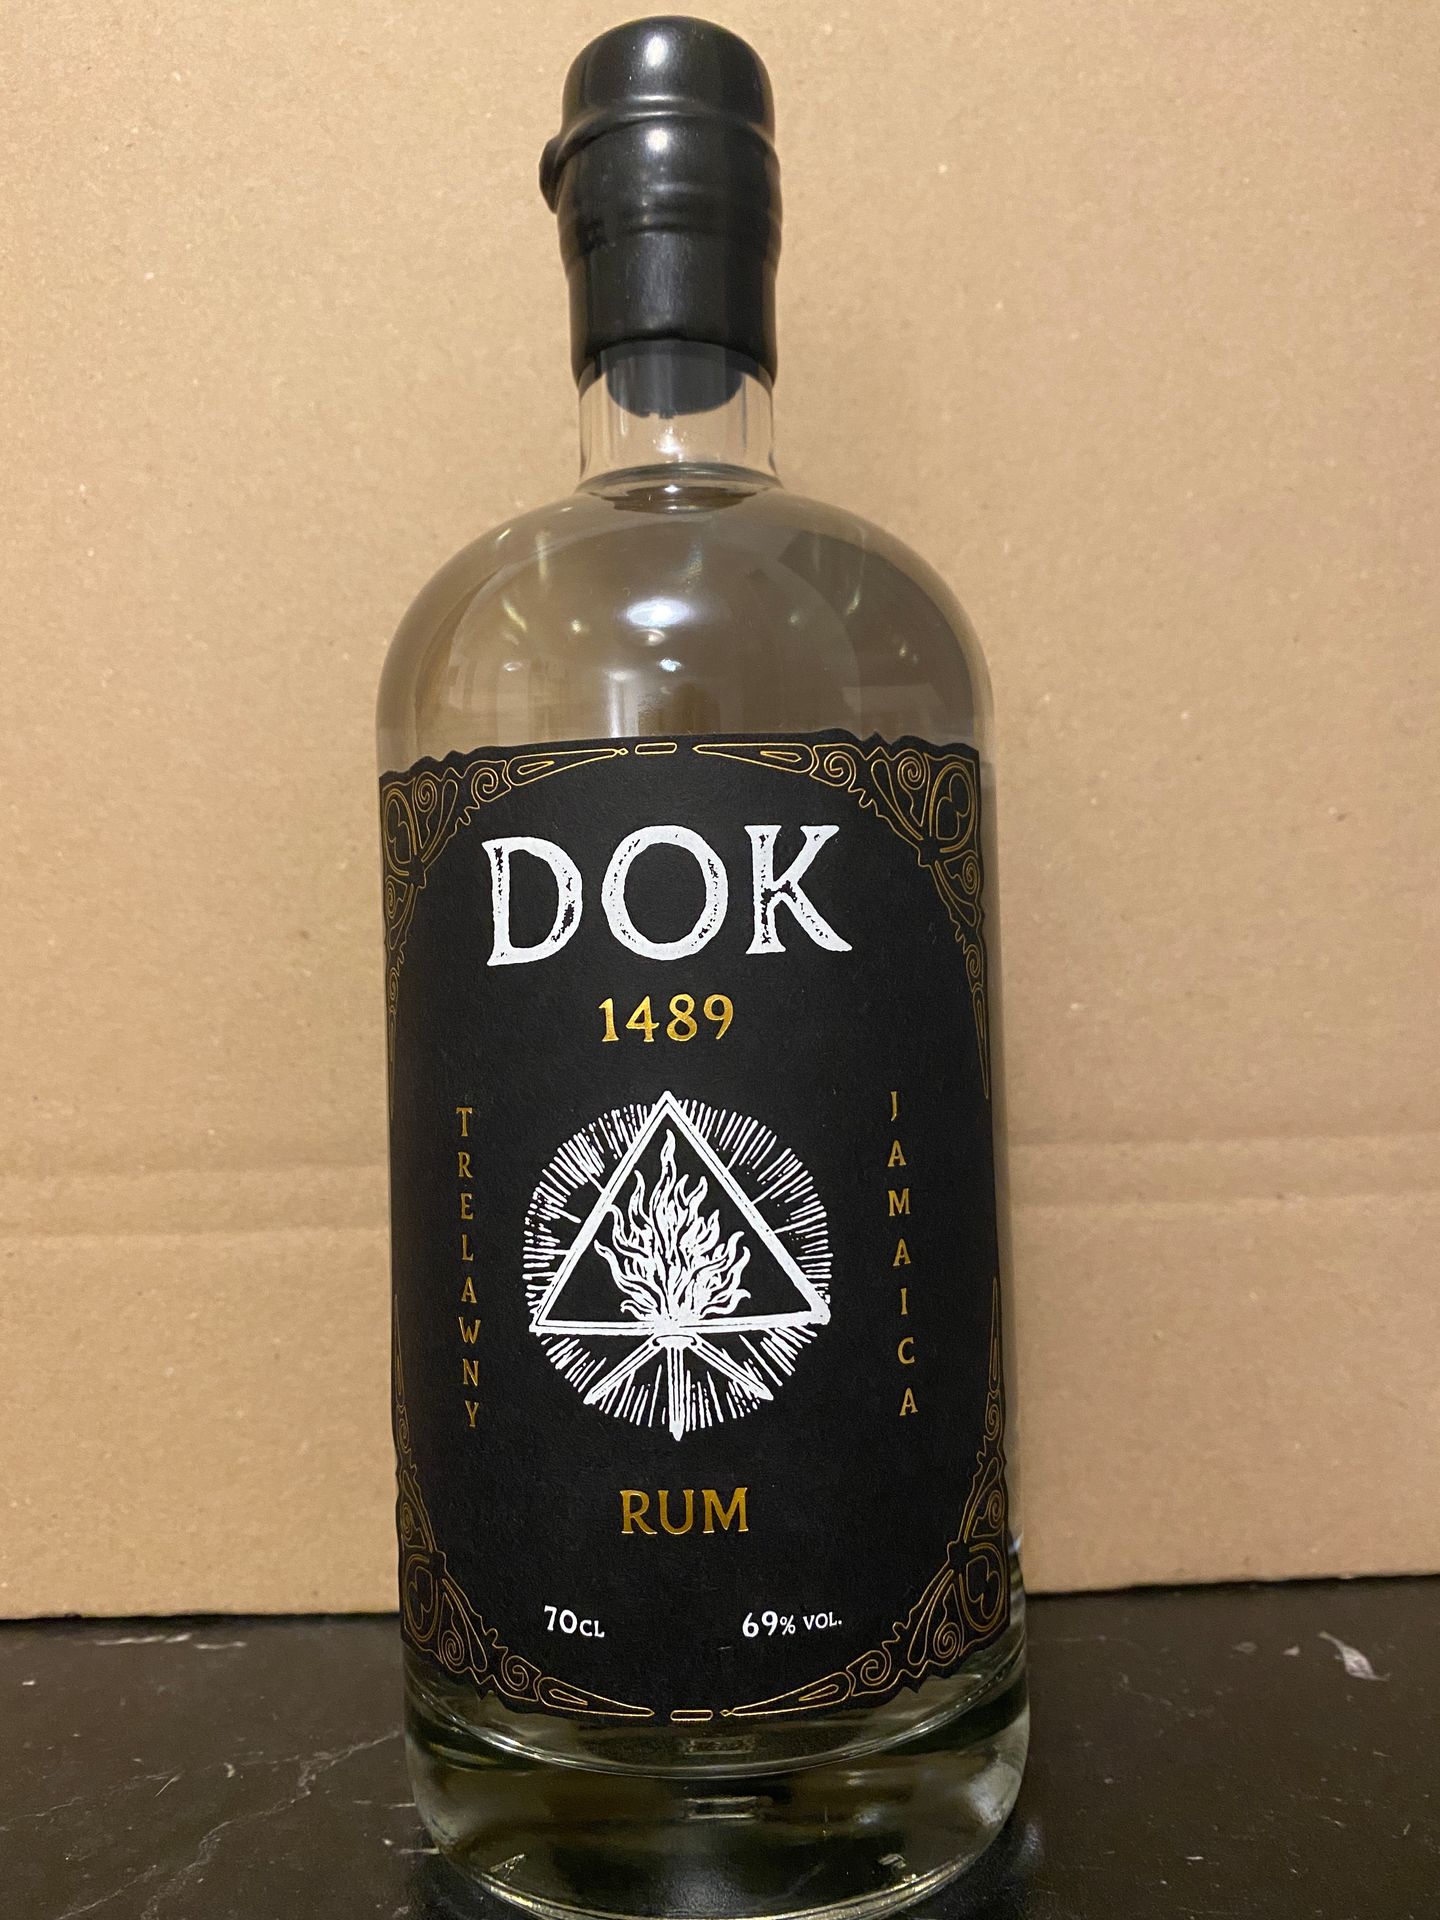 DOK
1489
TRELAWNY
JAMAICA
RUM
70CL
69% VOL.